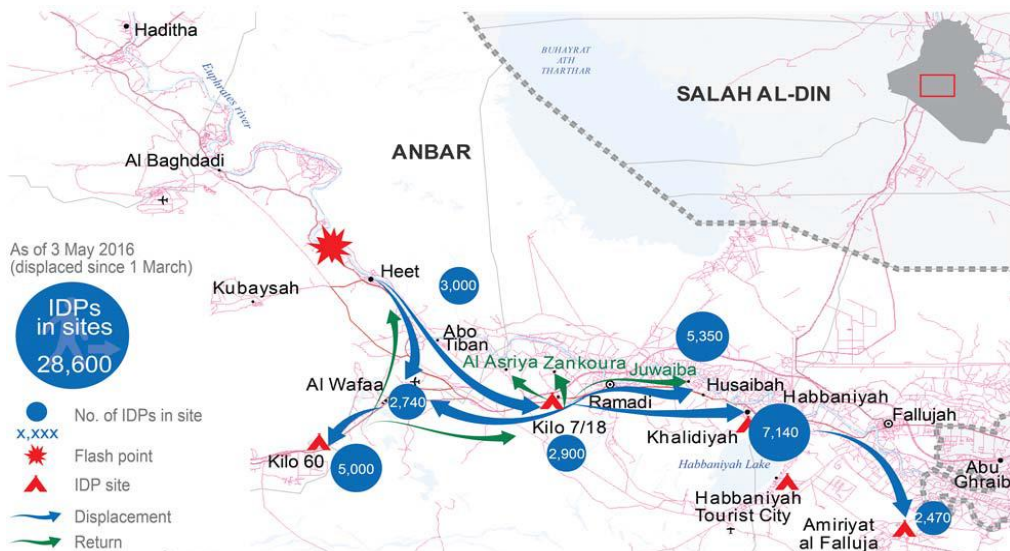 Haditha
Euphrates river
Al Baghdadi
BUHAYRAT
ATH
THARTHAR
SALAH AL-DIN
ANBAR
As of 3 May 2016
(displaced since 1 March)
IDPs
in sites
28,600
No. of IDPs in site
x,xxx
Flash point
IDP site
Displacement
Return
Kubaysah
Heet
3,000
Abo
Tiban
5,350
Al Asriya
Zankoura
Juwajba
Al Wafaa
2,740
Ramadi
Husaibah
Habbaniyah
Fallujah
Kilo 7/18
Khalidiyah
7,140
Kilo 60
5,000
2,900
Habbaniyah Lake
Abu
Ghraib
Habbaniyah
Tourist City
Amiriyat
al Falluja
2,470